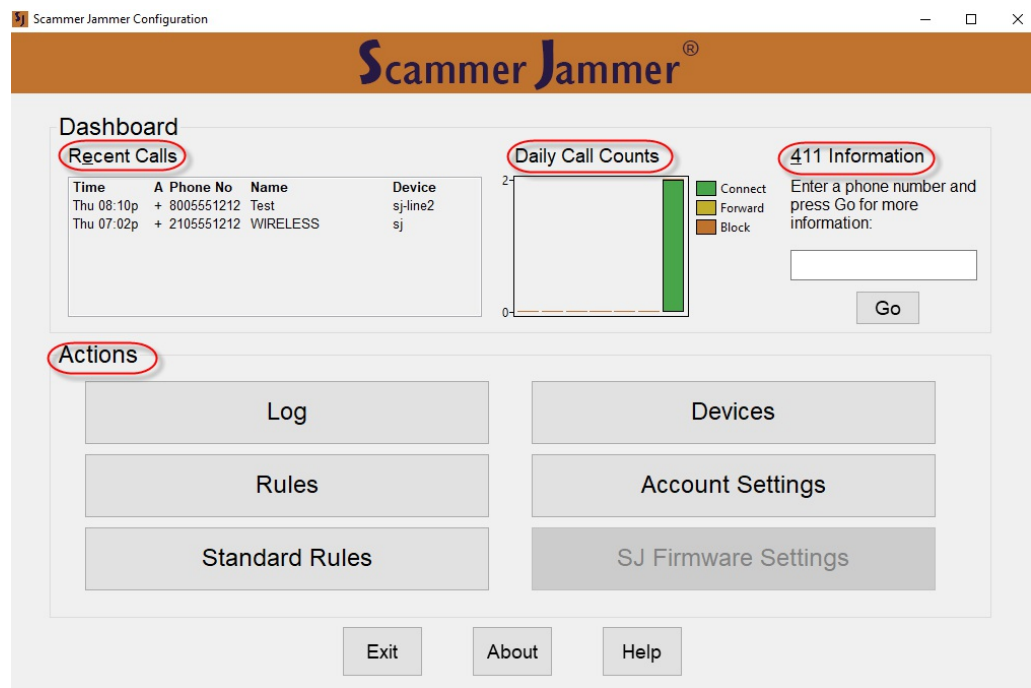 SJ Scammer Jammer Configuration
Scammer Jammer®
Dashboard
Recent Calls
Time A Phone No Name Device
Thu 08:10p + 8005551212 Test sj-line2
Thu 07:02p + 2105551212 WIRELESS sj
Daily Call Counts
2
0
Connect
Forward
Block
411 Information
Enter a phone number and
press Go for more
information:
Go
Actions
Log
Devices
Rules
Account Settings
Standard Rules
SJ Firmware Settings
Exit
About
Help